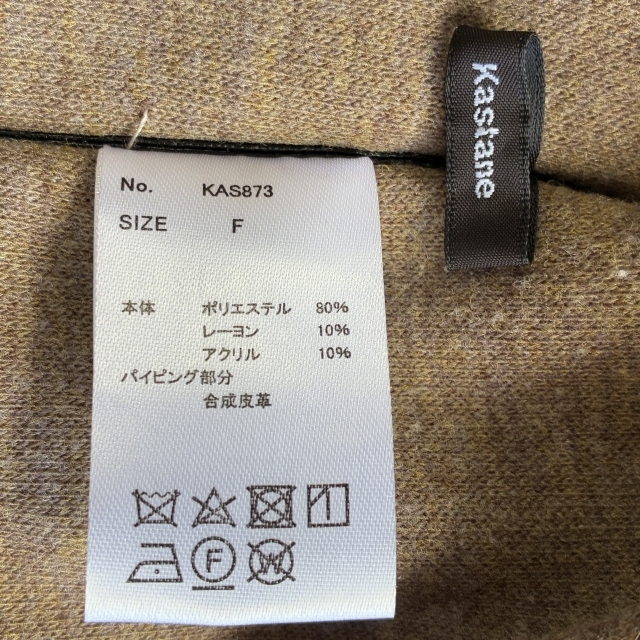 Kastane
No. KAS873
SIZE F
本体 ポリエステル 80%
レーヨン 10%
アクリル 10%
パイピング部分
合成皮革
F W